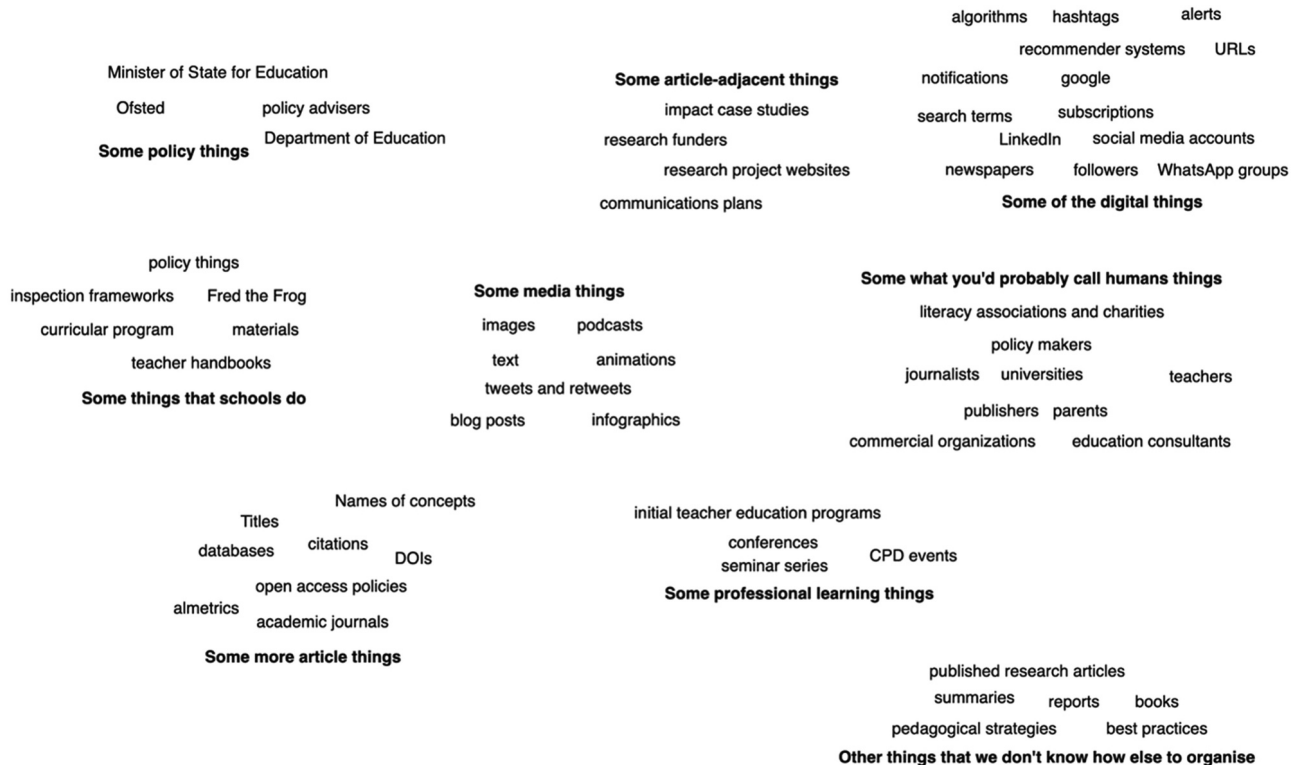 Minister of State for Education
Ofsted policy advisers
Department of Education
Some policy things
Some article-adjacent things
impact case studies
research funders
research project websites
communications plans
algorithms hashtags alerts
recommender systems URLs
notifications google
search terms subscriptions
LinkedIn social media accounts
newspapers followers WhatsApp groups
Some of the digital things
policy things
inspection frameworks Fred the Frog
curricular program materials
teacher handbooks
Some things that schools do
Some media things
images podcasts
text animations
tweets and retweets
blog posts infographics
Some what you'd probably call humans things
literacy associations and charities
policy makers
journalists universities teachers
publishers parents
commercial organizations education consultants
Names of concepts
Titles
databases citations DOIs
open access policies
almetrics
academic journals
Some more article things
initial teacher education programs
conferences
seminar series CPD events
Some professional learning things
published research articles
summaries reports books
pedagogical strategies best practices
Other things that we don't know how else to organise